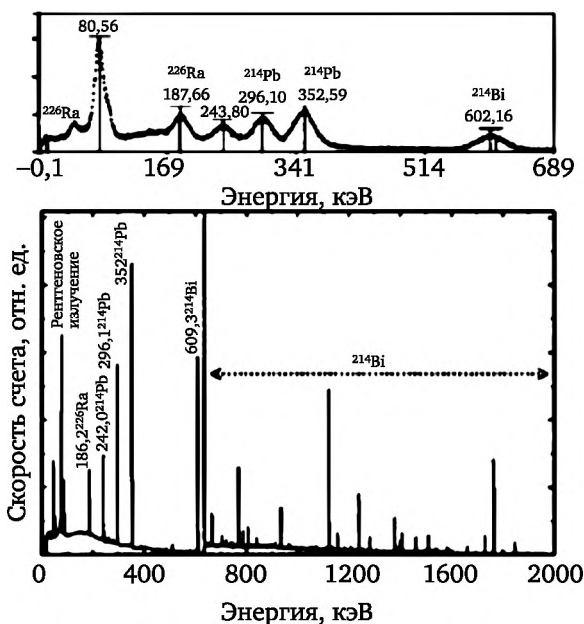 80,56
²²⁶Ra
²²⁶Ra
187,66
243,80
²¹⁴Pb
296,10
²¹⁴Pb
352,59
²¹⁴Bi
602,16
–0,1 169 341 514 689
Энергия, кэВ
Скорость счета, отн. ед.
Рентгеновское
излучение
186,2²²⁶Ra
242,0²¹⁴Pb
296,1²¹⁴Pb
352²¹⁴Pb
609,3²¹⁴Bi
²¹⁴Bi
0 400 800 1200 1600 2000
Энергия, кэВ